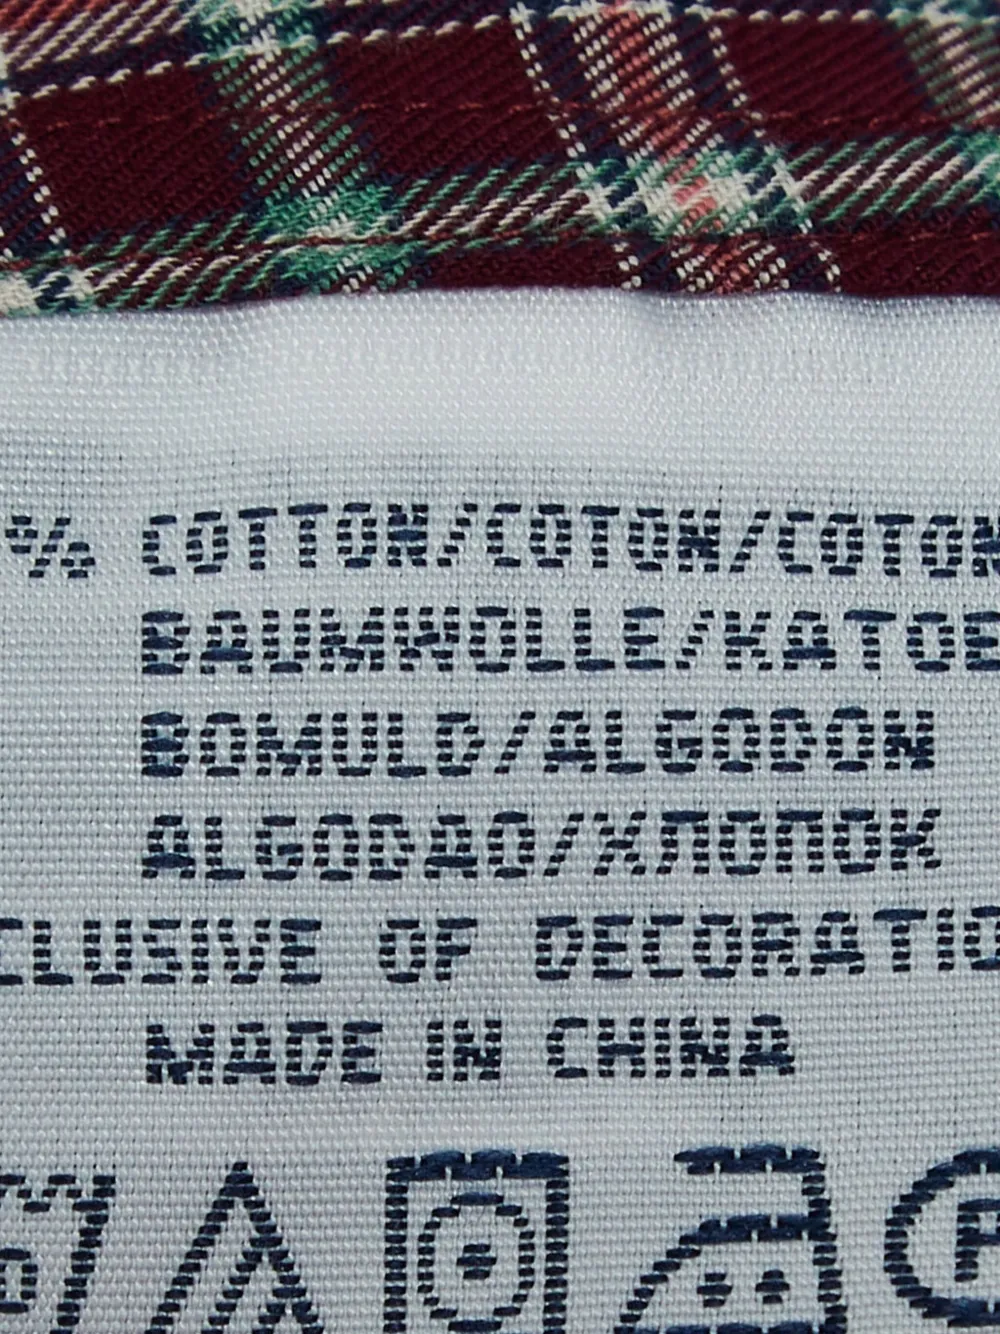 % COTTON/COTON/COTON
BAUMWOLLE/KATOE
BOMULD/ALGODON
ALGODAO/ХЛОПОК
CLUSIVE OF DECORATIO
MADE IN CHINA
P